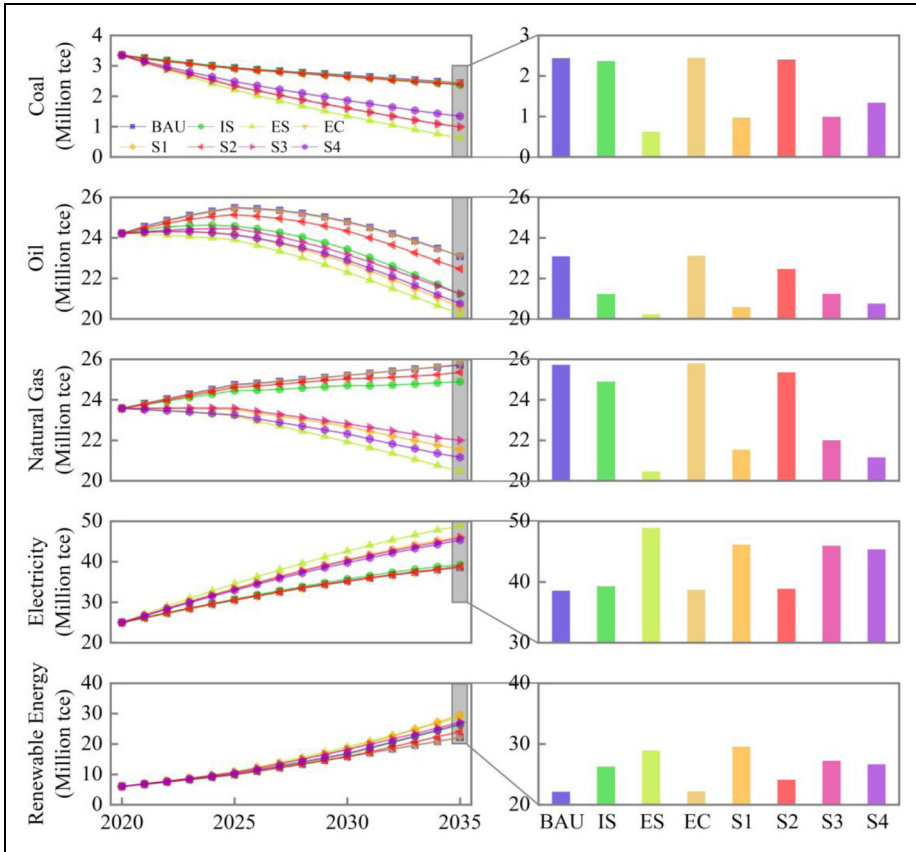 Coal
(Million tce)
4
3
2
1
0
BAU IS ES EC
S1 S2 S3 S4
3
2
1
0
Oil
(Million tce)
26
24
22
20
26
24
22
20
Natural Gas
(Million tce)
26
24
22
20
26
24
22
20
Electricity
(Million tce)
50
40
30
20
50
40
30
Renewable Energy
(Million tce)
40
30
20
10
0
2020 2025 2030 2035
40
30
20
BAU IS ES EC S1 S2 S3 S4